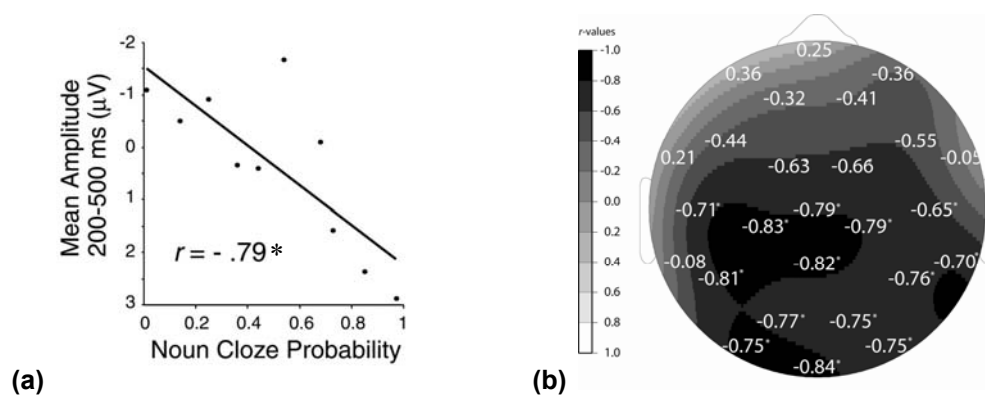 -2
-1
0
1
2
3
Mean Amplitude
200-500 ms (µV)
r = - .79*
0 0.2 0.4 0.6 0.8 1
Noun Cloze Probability
(a)
r-values
-1.0
-0.8
-0.6
-0.4
-0.2
0.0
0.2
0.4
0.6
0.8
1.0
0.25
0.36 -0.36
-0.32 -0.41
-0.44 -0.55
0.21 -0.63 -0.66 -0.05
-0.71* -0.79* -0.65*
-0.83* -0.79*
-0.08 -0.82* -0.70*
-0.81* -0.76*
-0.77* -0.75*
-0.75* -0.75*
-0.84*
(b)